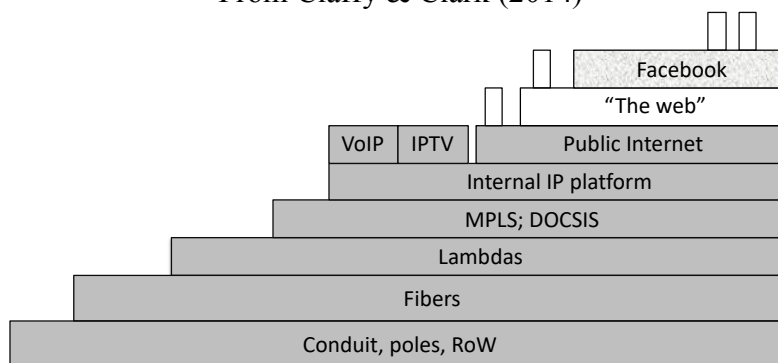 From Claffy & Clark (2014)
Facebook
“The web”
VoIP IPTV Public Internet
Internal IP platform
MPLS; DOCSIS
Lambdas
Fibers
Conduit, poles, RoW